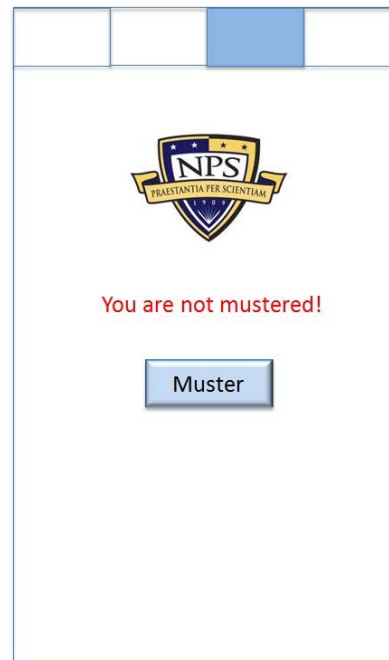 NPS
PRAESTANTIA PER SCIENTIAM
1909
You are not mustered!
Muster